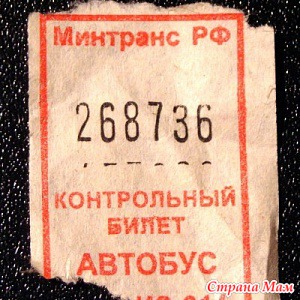 Минтранс РФ
268736
КОНТРОЛЬНЫЙ
БИЛЕТ
АВТОБУС
Страна Мам